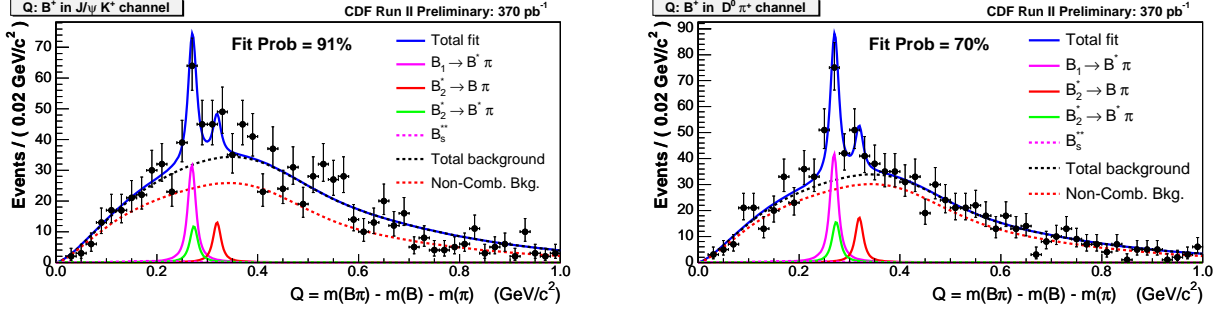 Q: B⁺ in J/ψ K⁺ channel
CDF Run II Preliminary: 370 pb⁻¹
Fit Prob = 91%
Total fit
B₁ → B* π
B₂* → B π
B₂* → B* π
Bₛ**
Total background
Non-Comb. Bkg.
Events / ( 0.02 GeV/c² )
70
60
50
40
30
20
10
0
0.0 0.2 0.4 0.6 0.8 1.0
Q = m(Bπ) - m(B) - m(π) (GeV/c²)
Q: B⁺ in D⁰ π⁺ channel
CDF Run II Preliminary: 370 pb⁻¹
Fit Prob = 70%
Total fit
B₁ → B* π
B₂* → B π
B₂* → B* π
Bₛ**
Total background
Non-Comb. Bkg.
Events / ( 0.02 GeV/c² )
90
80
70
60
50
40
30
20
10
0
0.0 0.2 0.4 0.6 0.8 1.0
Q = m(Bπ) - m(B) - m(π) (GeV/c²)